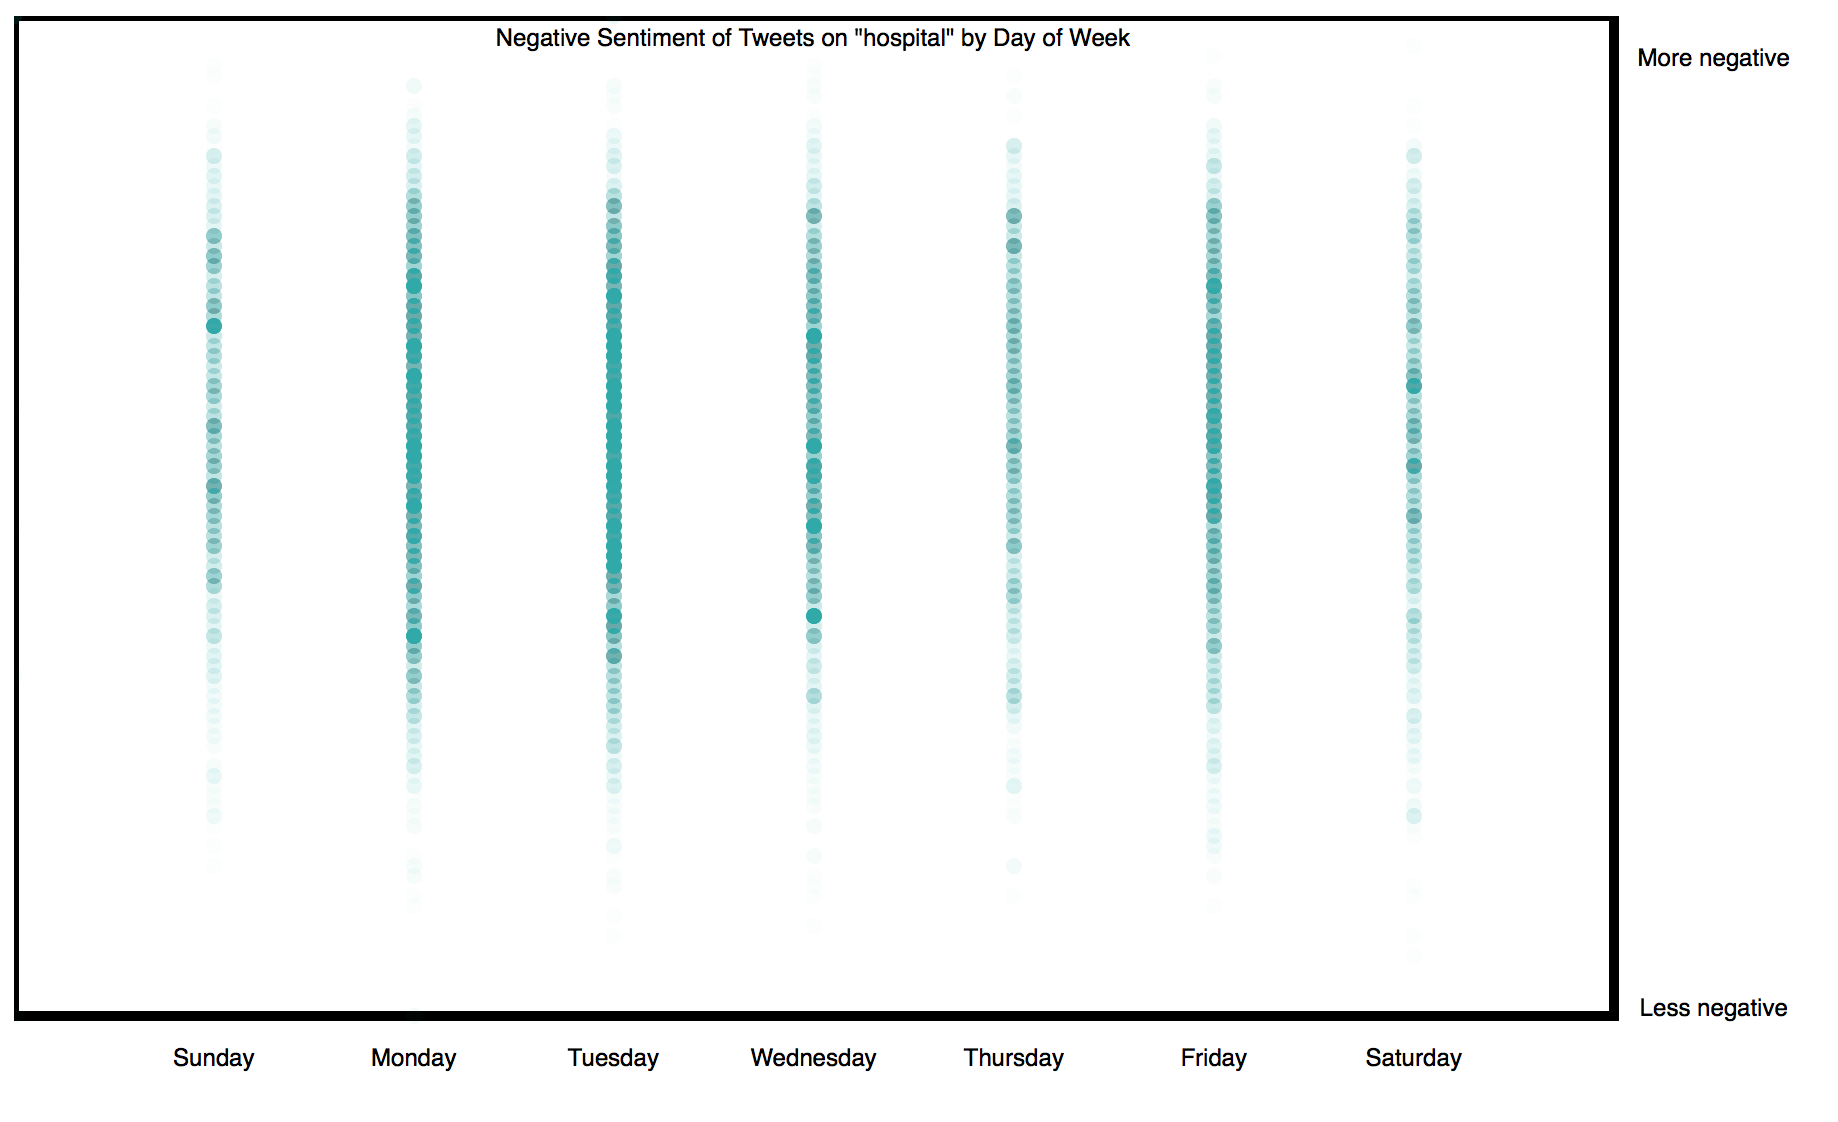 Negative Sentiment of Tweets on "hospital" by Day of Week
More negative
Less negative
Sunday
Monday
Tuesday
Wednesday
Thursday
Friday
Saturday